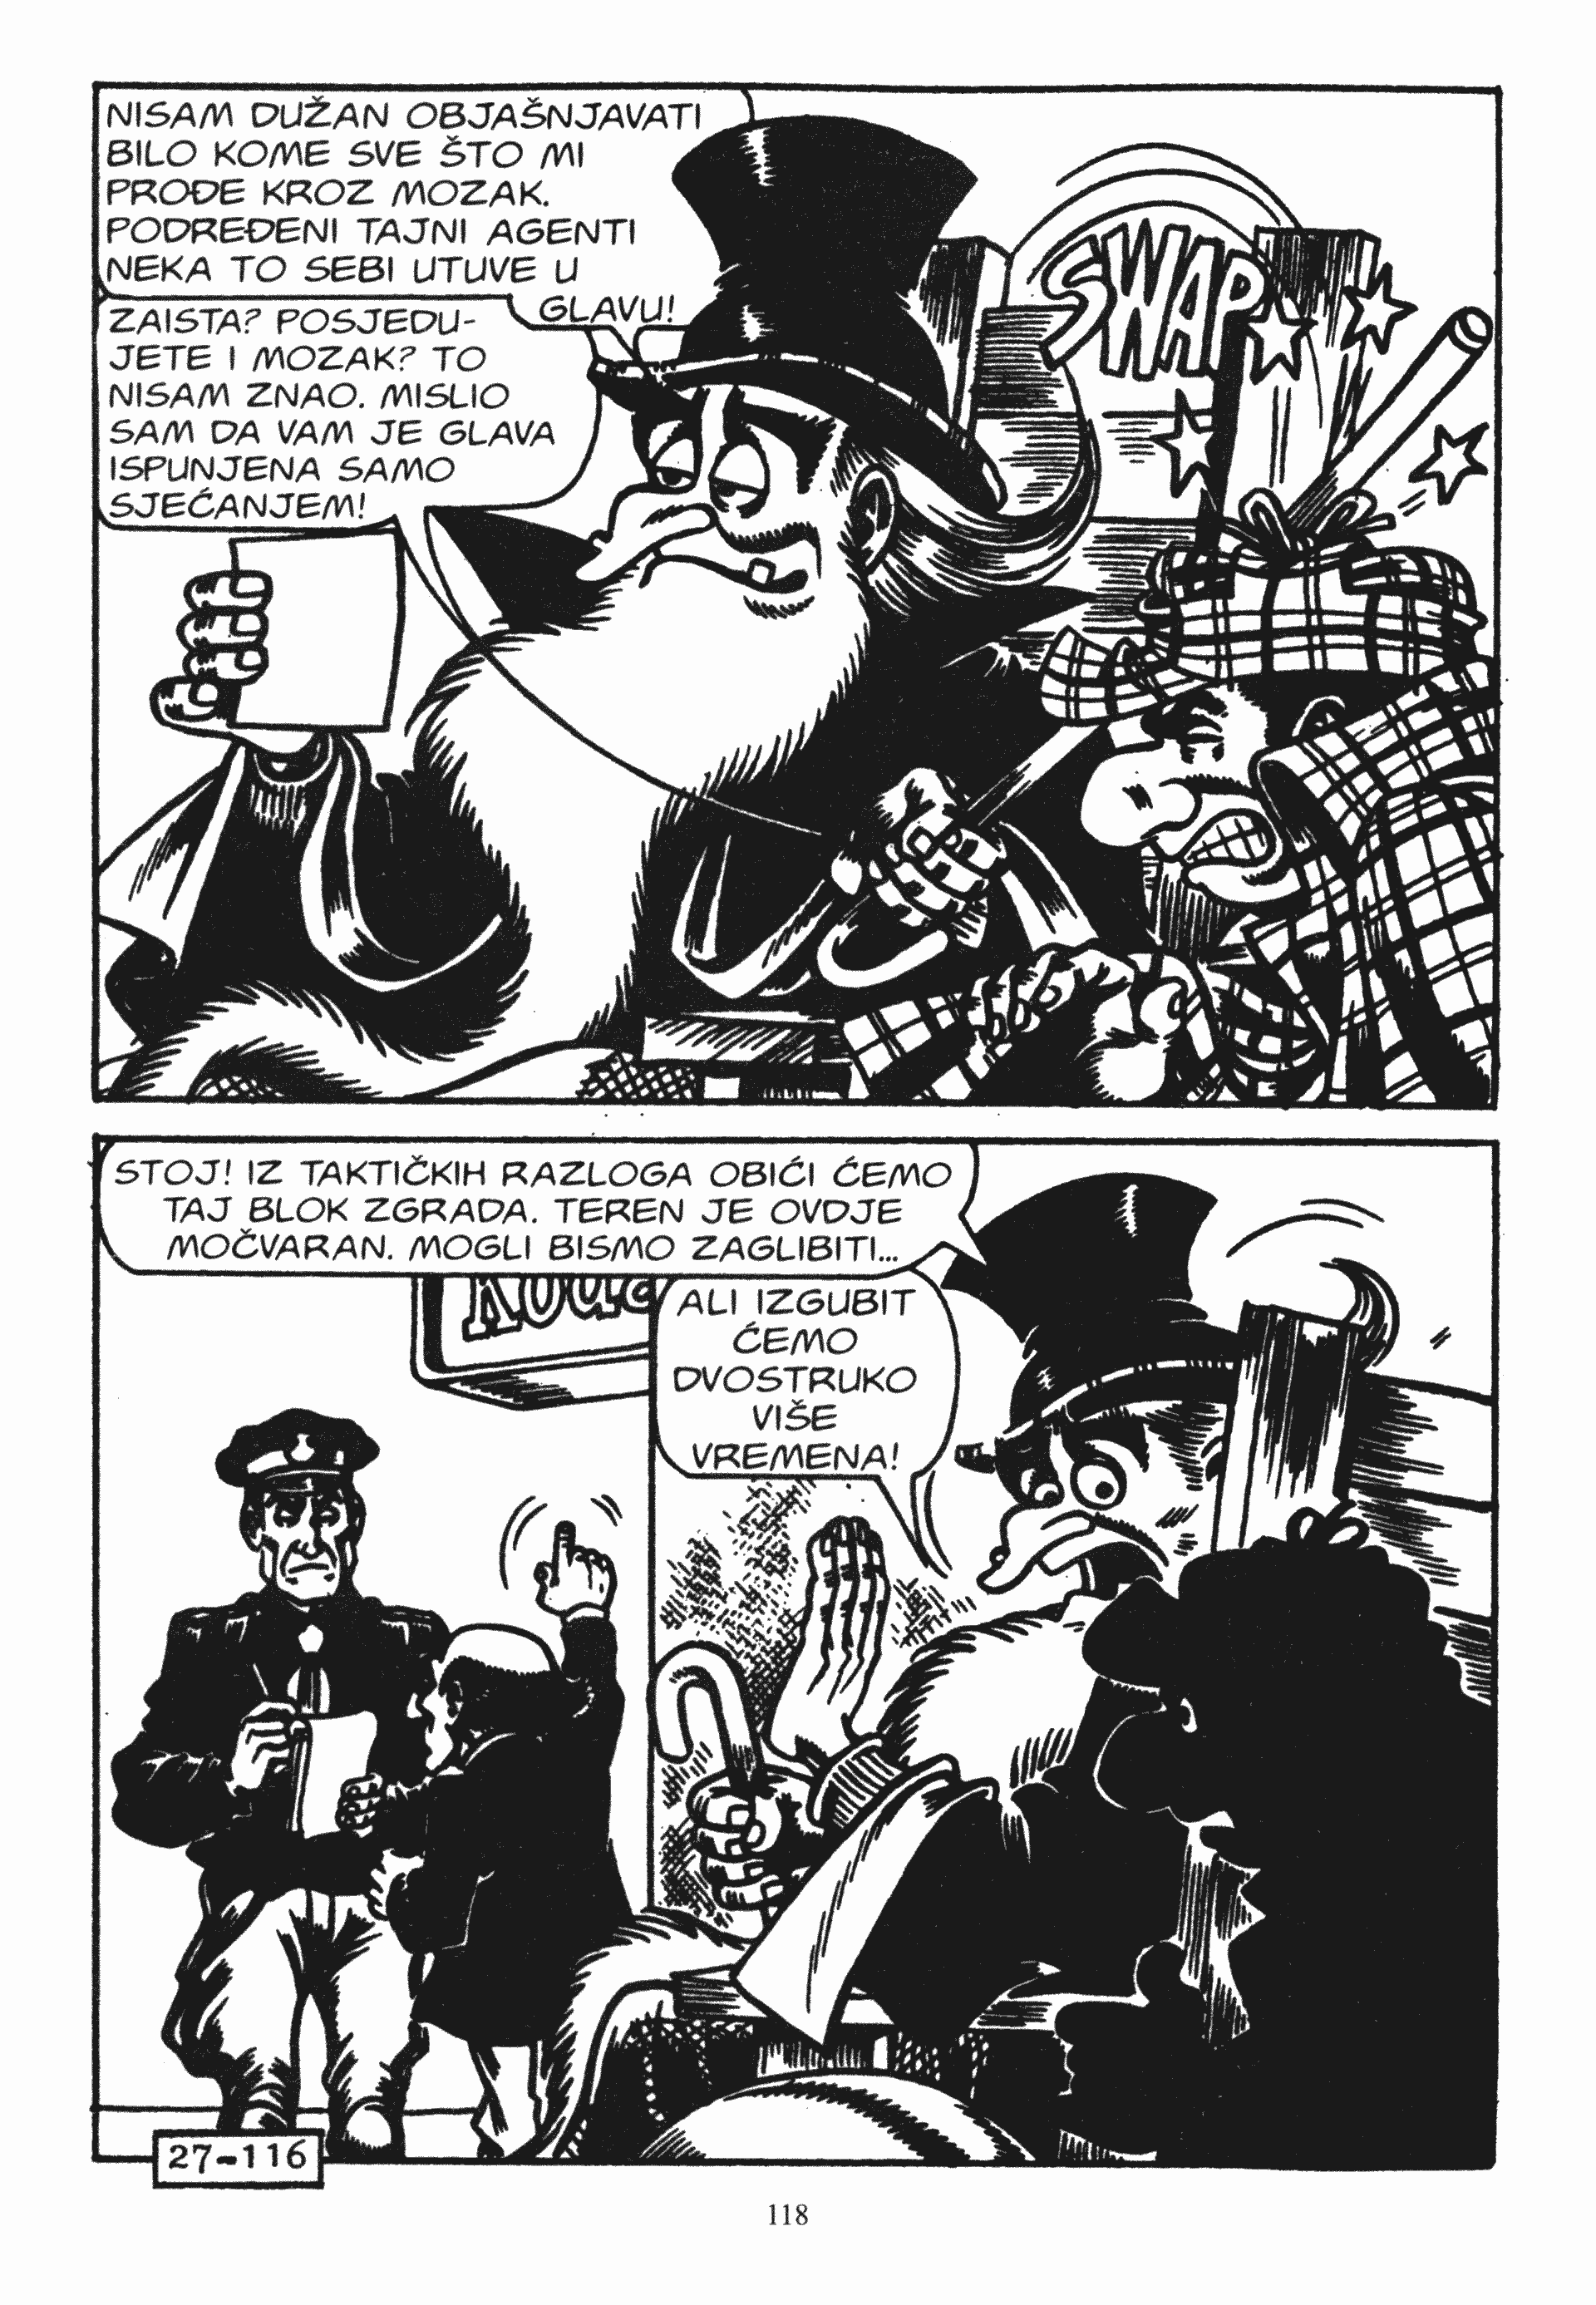 NISAM DUŽAN OBJAŠNJAVATI
BILO KOME SVE ŠTO MI
PROĐE KROZ MOZAK.
PODREĐENI TAJNI AGENTI
NEKA TO SEBI UTUVE U
GLAVU!
ZAISTA? POSJEDU-
JETE I MOZAK? TO
NISAM ZNAO. MISLIO
SAM DA VAM JE GLAVA
ISPUNJENA SAMO
SJEĆANJEM!
SWAP
STOJ! IZ TAKTIČKIH RAZLOGA OBIĆI ĆEMO
TAJ BLOK ZGRADA. TEREN JE OVDJE
MOČVARAN. MOGLI BISMO ZAGLIBITI...
ALI IZGUBIT
ĆEMO
DVOSTRUKO
VIŠE
VREMENA!
27-116
118